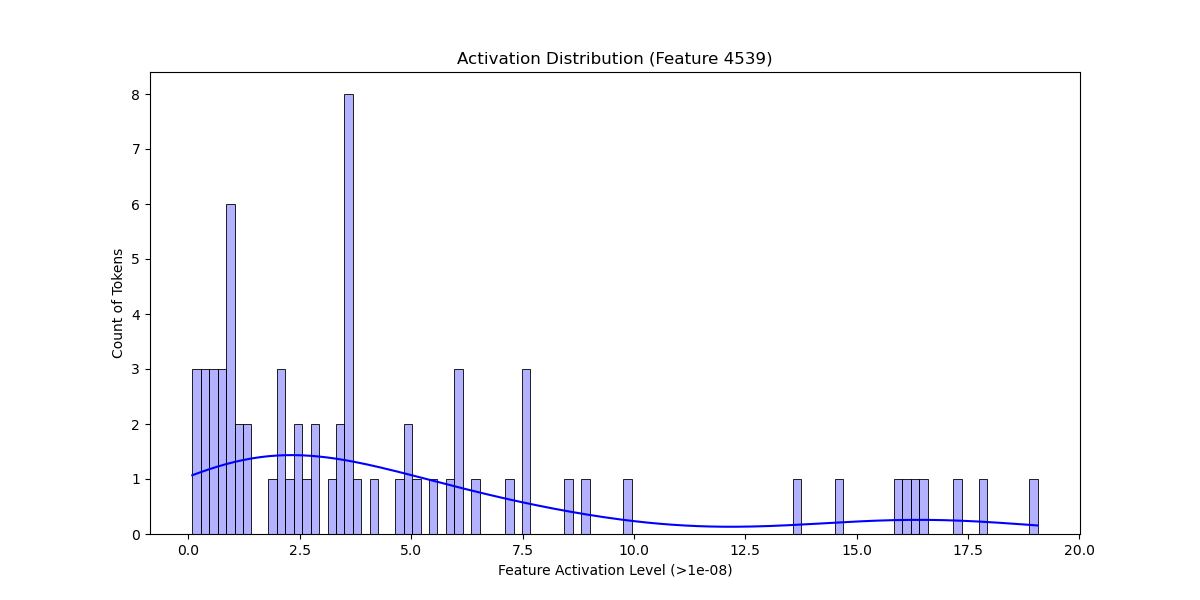 Activation Distribution (Feature 4539)
Count of Tokens
8
7
6
5
4
3
2
1
0
0.0 2.5 5.0 7.5 10.0 12.5 15.0 17.5 20.0
Feature Activation Level (>1e-08)